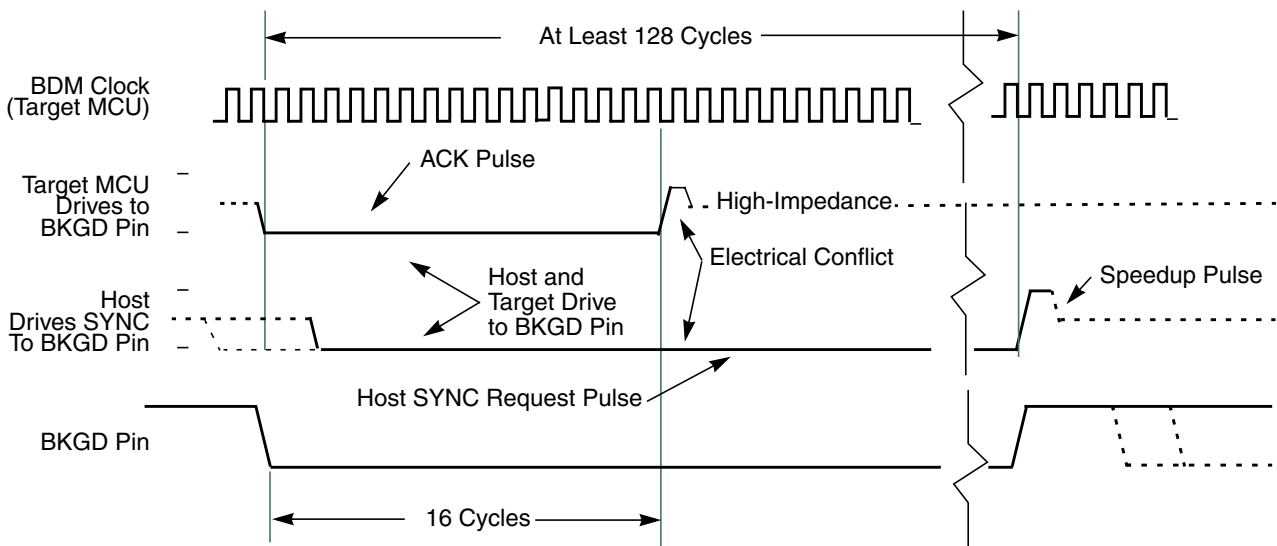 At Least 128 Cycles
BDM Clock
(Target MCU)
ACK Pulse
Target MCU
Drives to
BKGD Pin
High-Impedance
Electrical Conflict
Host and
Target Drive
to BKGD Pin
Speedup Pulse
Host
Drives SYNC
To BKGD Pin
Host SYNC Request Pulse
BKGD Pin
16 Cycles